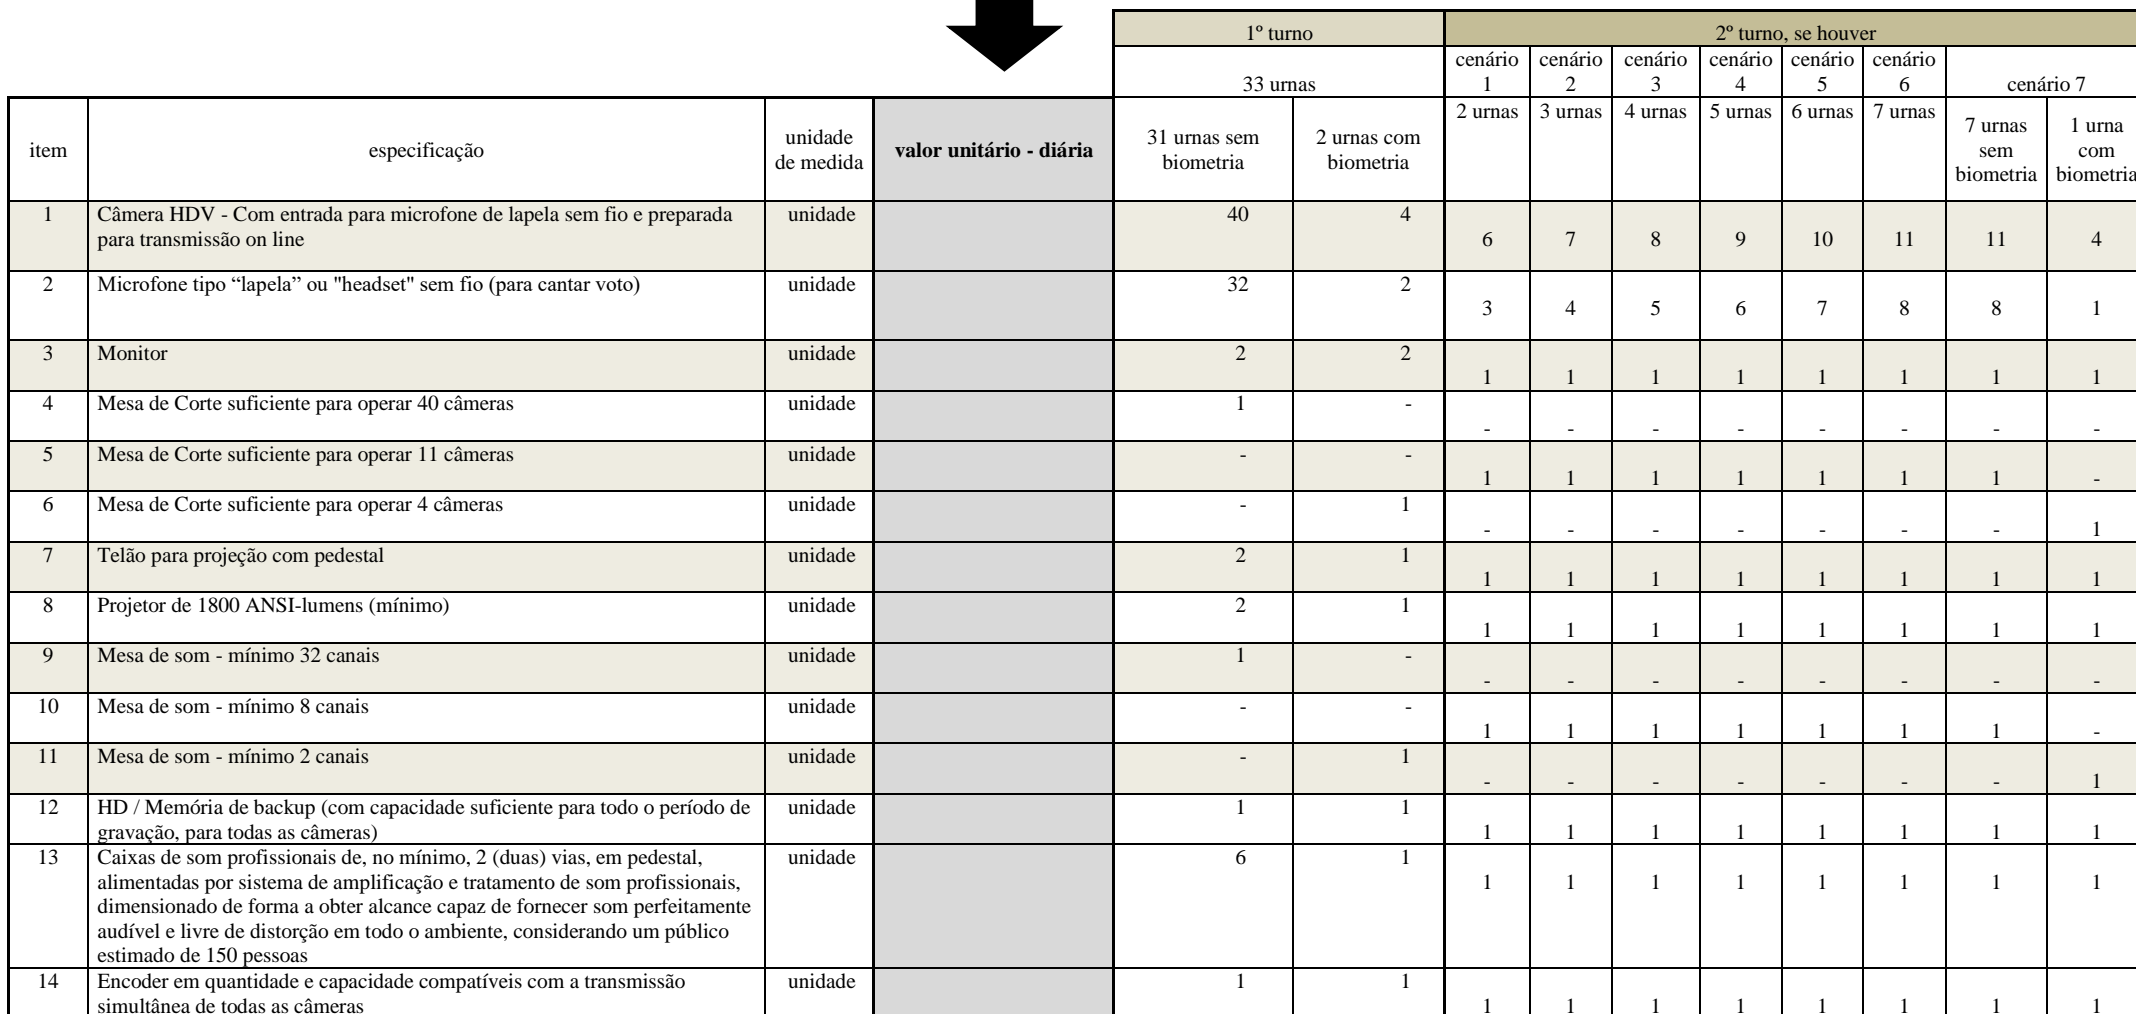 1º turno 2º turno, se houver
33 urnas cenário 1 cenário 2 cenário 3 cenário 4 cenário 5 cenário 6 cenário 7
item especificação unidade de medida valor unitário - diária 31 urnas sem biometria 2 urnas com biometria 2 urnas 3 urnas 4 urnas 5 urnas 6 urnas 7 urnas 7 urnas sem biometria 1 urna com biometria
1 Câmera HDV - Com entrada para microfone de lapela sem fio e preparada unidade 40 4
para transmissão on line 6 7 8 9 10 11 11 4
2 Microfone tipo “lapela” ou "headset" sem fio (para cantar voto) unidade 32 2
3 4 5 6 7 8 8 1
3 Monitor unidade 2 2
1 1 1 1 1 1 1 1
4 Mesa de Corte suficiente para operar 40 câmeras unidade 1 -
- - - - - - - -
5 Mesa de Corte suficiente para operar 11 câmeras unidade - -
1 1 1 1 1 1 1 -
6 Mesa de Corte suficiente para operar 4 câmeras unidade - 1
- - - - - - - 1
7 Telão para projeção com pedestal unidade 2 1
1 1 1 1 1 1 1 1
8 Projetor de 1800 ANSI-lumens (mínimo) unidade 2 1
1 1 1 1 1 1 1 1
9 Mesa de som - mínimo 32 canais unidade 1 -
- - - - - - - -
10 Mesa de som - mínimo 8 canais unidade - -
1 1 1 1 1 1 1 -
11 Mesa de som - mínimo 2 canais unidade - 1
- - - - - - - 1
12 HD / Memória de backup (com capacidade suficiente para todo o período de unidade 1 1
gravação, para todas as câmeras) 1 1 1 1 1 1 1 1
13 Caixas de som profissionais de, no mínimo, 2 (duas) vias, em pedestal, unidade 6 1
alimentadas por sistema de amplificação e tratamento de som profissionais, 1 1 1 1 1 1 1 1
dimensionado de forma a obter alcance capaz de fornecer som perfeitamente
audível e livre de distorção em todo o ambiente, considerando um público
estimado de 150 pessoas
14 Encoder em quantidade e capacidade compatíveis com a transmissão unidade 1 1
simultânea de todas as câmeras 1 1 1 1 1 1 1 1